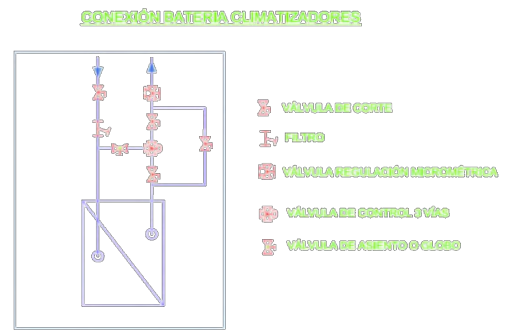 CONEXIÓN BATERIA CLIMATIZADORES
VÁLVULA DE CORTE
FILTRO
VÁLVULA REGULACIÓN MICROMÉTRICA
VÁLVULA DE CONTROL 3 VÍAS
VÁLVULA DE ASIENTO O GLOBO